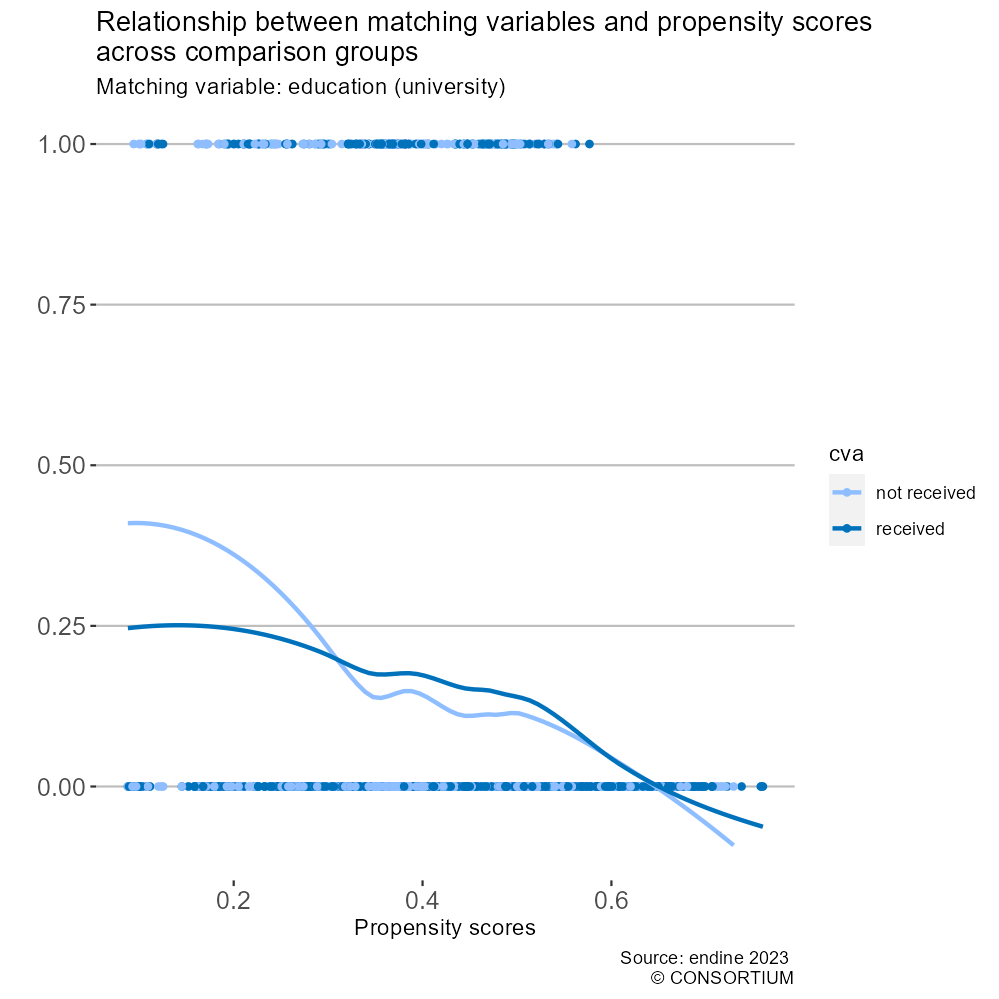 Relationship between matching variables and propensity scores
across comparison groups
Matching variable: education (university)
1.00
0.75
0.50
0.25
0.00
cva
not received
received
0.2
0.4
0.6
Propensity scores
Source: endine 2023
© CONSORTIUM